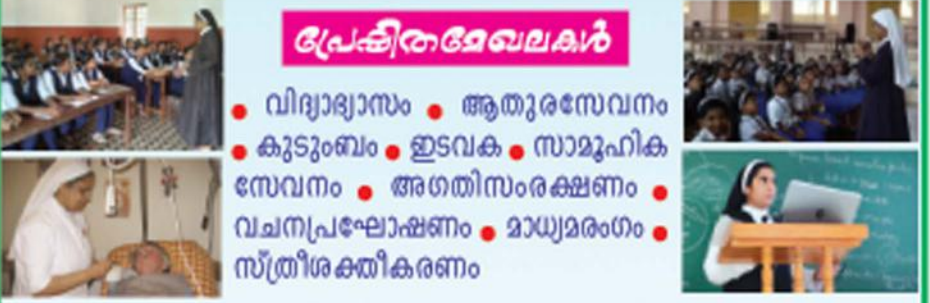 പ്രേഷിതമേഖലകൾ
• വിദ്യാഭ്യാസം • ആതുരസേവനം
• കുടുംബം • ഇടവക • സാമൂഹിക
സേവനം • അഗതിസംരക്ഷണം •
വചനപ്രഘോഷണം • മാധ്യമരംഗം •
സ്ത്രീശക്തീകരണം